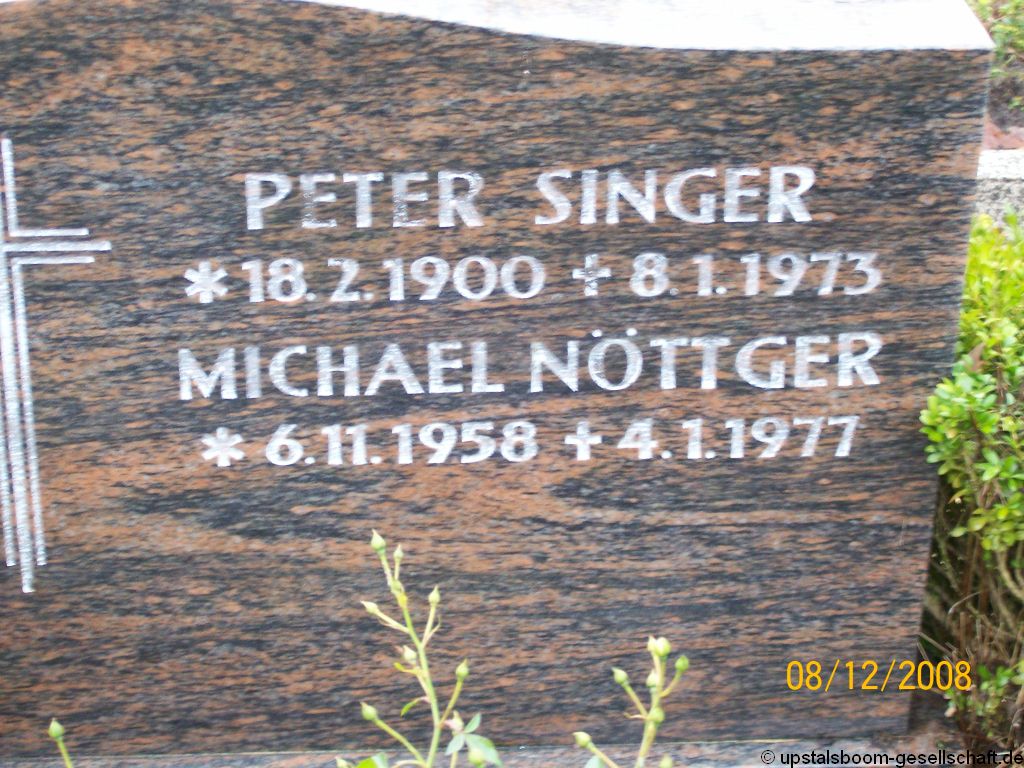 PETER SINGER
* 18.2.1900 ✝ 8.1.1973
MICHAEL NÖTTGER
* 6.11.1958 ✝ 4.1.1977
08/12/2008
© upstalsboom-gesellschaft.de